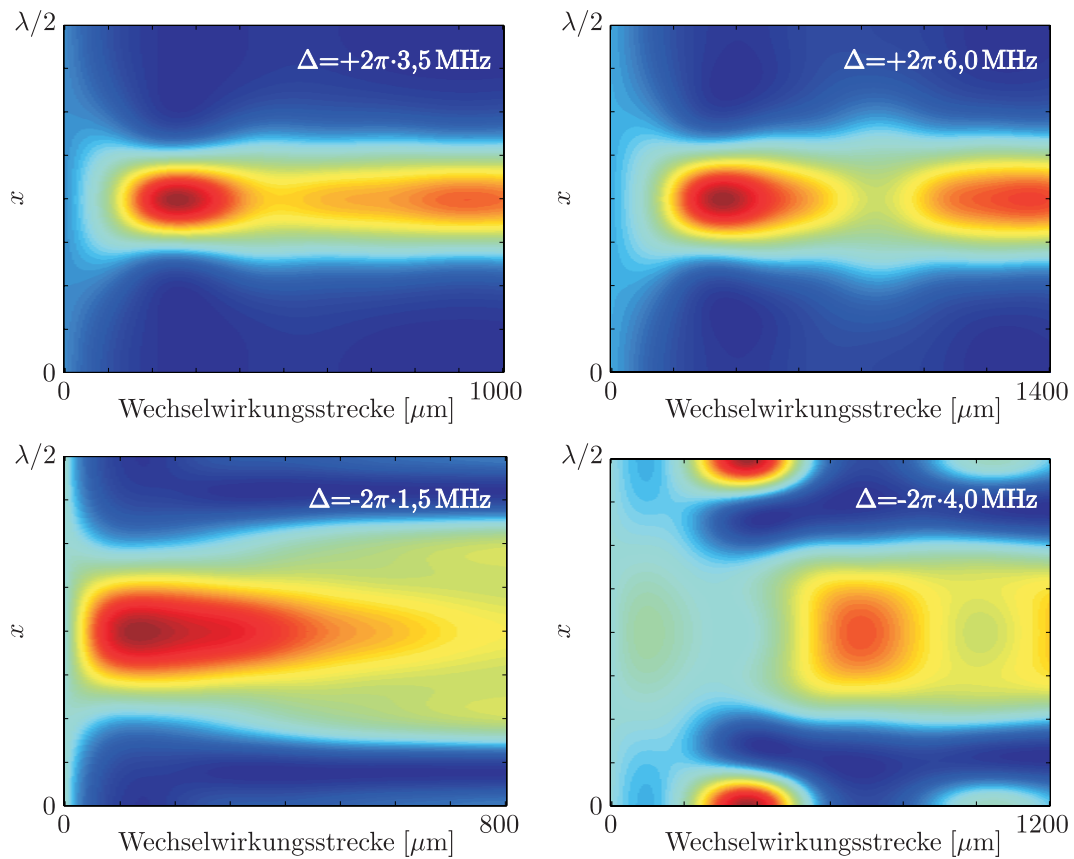 λ/2
Δ=+2π·3,5 MHz
x
0
0
1000
Wechselwirkungsstrecke [μm]
λ/2
Δ=+2π·6,0 MHz
x
0
0
1400
Wechselwirkungsstrecke [μm]
λ/2
Δ=-2π·1,5 MHz
x
0
0
800
Wechselwirkungsstrecke [μm]
λ/2
Δ=-2π·4,0 MHz
x
0
0
1200
Wechselwirkungsstrecke [μm]